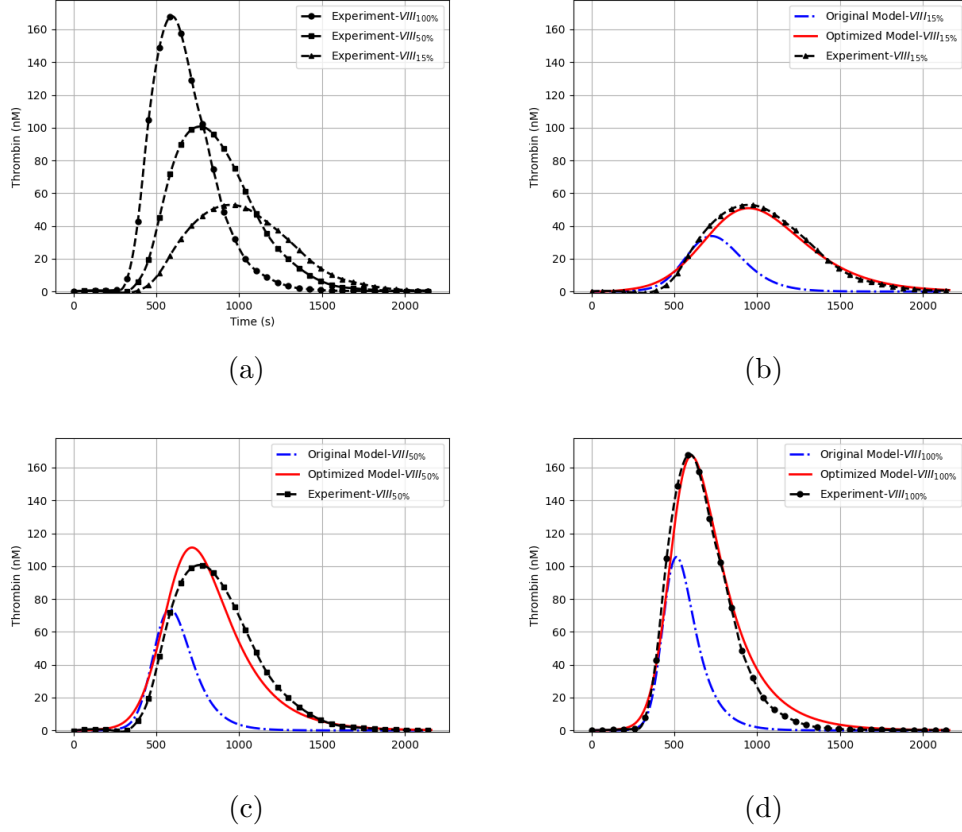 Thrombin (nM)
160
140
120
100
80
60
40
20
0
0 500 1000 1500 2000
Time (s)
Experiment-VIII100%
Experiment-VIII50%
Experiment-VIII15%
(a)
Thrombin (nM)
160
140
120
100
80
60
40
20
0
0 500 1000 1500 2000
Original Model-VIII15%
Optimized Model-VIII15%
Experiment-VIII15%
(b)
Thrombin (nM)
160
140
120
100
80
60
40
20
0
0 500 1000 1500 2000
Original Model-VIII50%
Optimized Model-VIII50%
Experiment-VIII50%
(c)
Thrombin (nM)
160
140
120
100
80
60
40
20
0
0 500 1000 1500 2000
Original Model-VIII100%
Optimized Model-VIII100%
Experiment-VIII100%
(d)